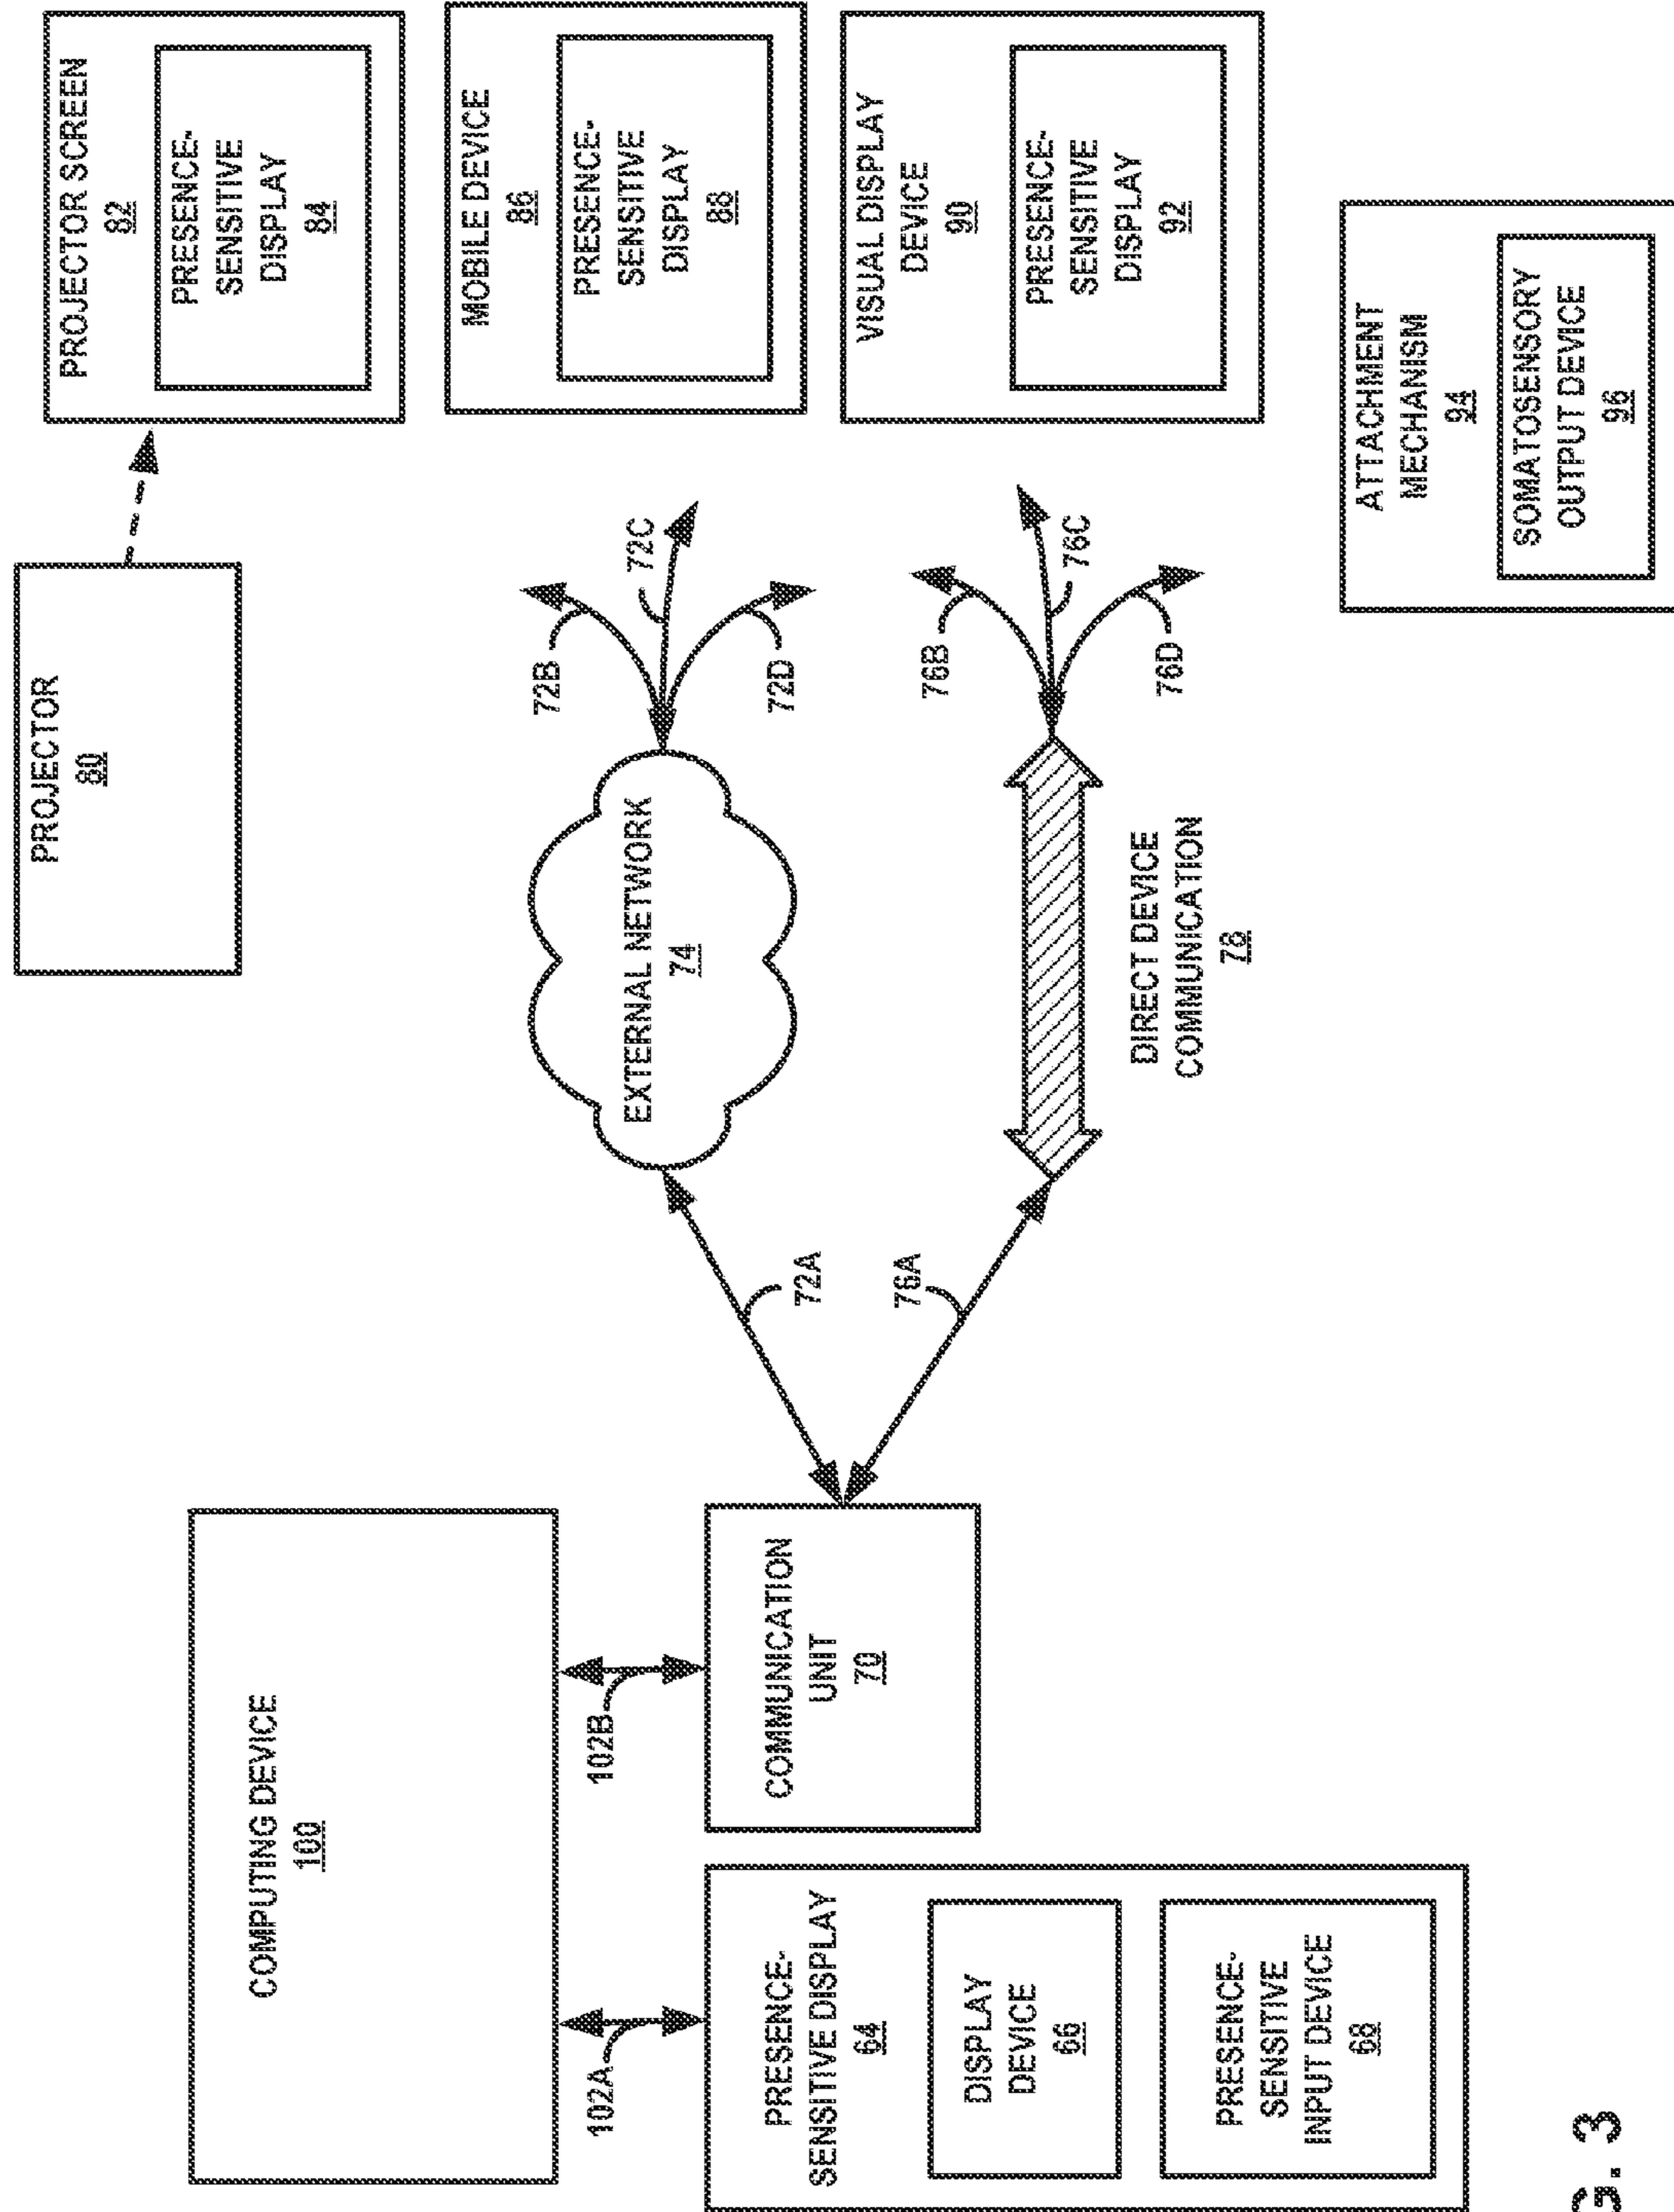 COMPUTING DEVICE
100
102A
102B
PRESENCE-
SENSITIVE DISPLAY
64
DISPLAY
DEVICE
66
PRESENCE-
SENSITIVE
INPUT DEVICE
68
COMMUNICATION
UNIT
70
72A
76A
EXTERNAL NETWORK
74
DIRECT DEVICE
COMMUNICATION
78
72B
72C
72D
76B
76C
76D
PROJECTOR
80
PROJECTOR SCREEN
82
PRESENCE-
SENSITIVE
DISPLAY
84
MOBILE DEVICE
86
PRESENCE-
SENSITIVE
DISPLAY
88
VISUAL DISPLAY
DEVICE
90
PRESENCE-
SENSITIVE
DISPLAY
92
ATTACHMENT
MECHANISM
94
SOMATOSENSORY
OUTPUT DEVICE
96
G. 3